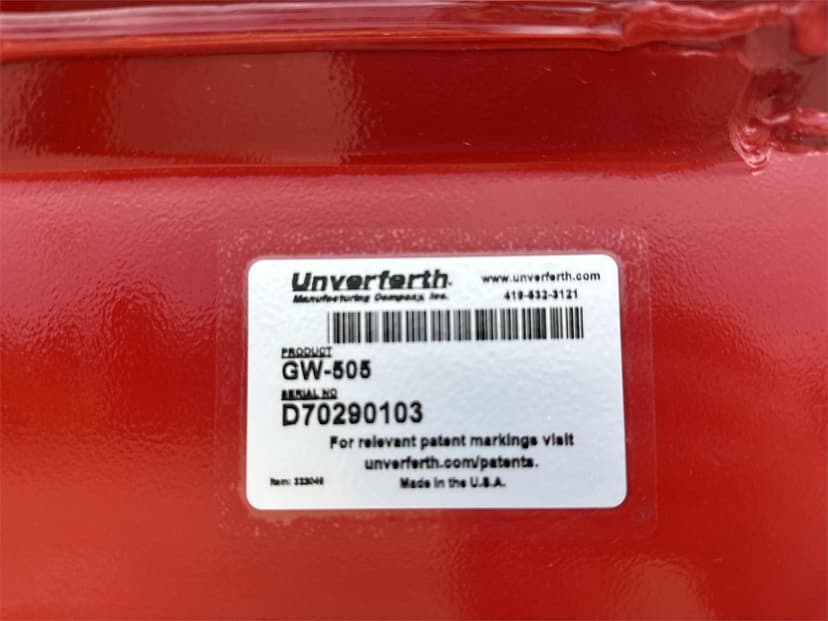 Unverferth
Manufacturing Company, Inc.
www.unverferth.com
419-532-3121
PRODUCT
GW-505
SERIAL NO
D70290103
For relevant patent markings visit
unverferth.com/patents.
Item:
Made in the U.S.A.